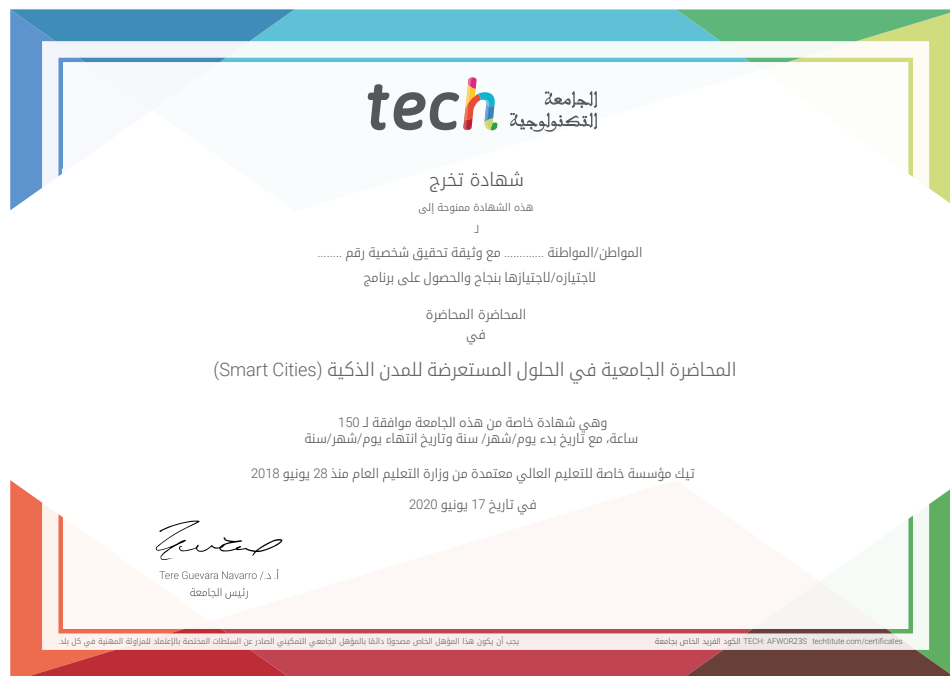 tech الجامعة
التكنولوجية
شهادة تخرج
هذه الشهادة ممنوحة إلى
لـ
المواطن/المواطنة ............ مع وثيقة تحقيق شخصية رقم ........
لاجتيازه/لاجتيازها بنجاح والحصول على برنامج
المحاضرة المحاضرة
في
المحاضرة الجامعية في الحلول المستعرضة للمدن الذكية (Smart Cities)
وهي شهادة خاصة من هذه الجامعة موافقة لـ 150
ساعة، مع تاريخ بدء يوم/شهر/ سنة وتاريخ انتهاء يوم/شهر/سنة
تيك مؤسسة خاصة للتعليم العالي معتمدة من وزارة التعليم العام منذ 28 يونيو 2018
في تاريخ 17 يونيو 2020
أ. د./ Tere Guevara Navarro
رئيس الجامعة
الكود الفريد الخاص بجامعة TECH: AFWOR23S techtitute.com/certificates
يجب أن يكون هذا المؤهل الخاص مصحوبًا دائمًا بالمؤهل الجامعي التمكيني الصادر عن السلطات المختصة بالإعتماد للمزاولة المهنية في كل بلد.